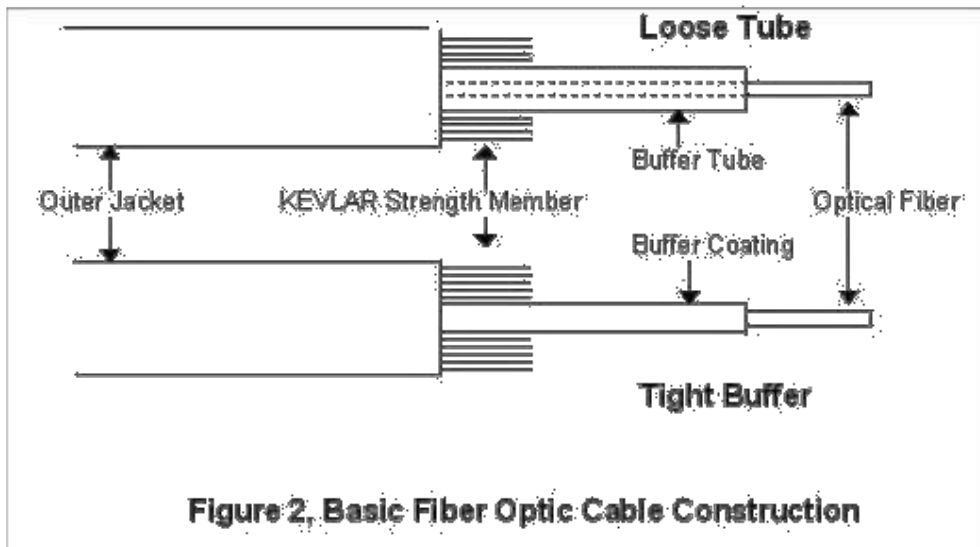 Loose Tube
Buffer Tube
Outer Jacket
KEVLAR Strength Member
Optical Fiber
Buffer Coating
Tight Buffer
Figure 2, Basic Fiber Optic Cable Construction